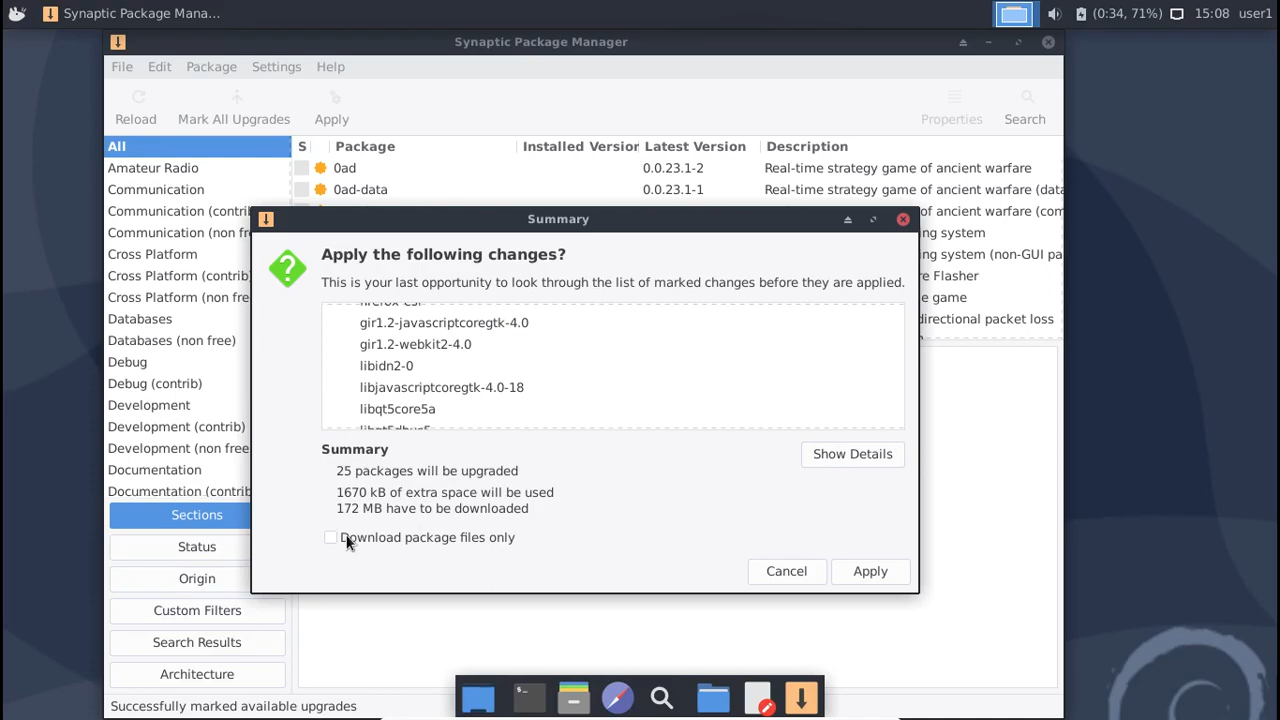 Synaptic Package Mana...
(0:34, 71%)
15:08
user1
Synaptic Package Manager
File
Edit
Package
Settings
Help
Reload
Mark All Upgrades
Apply
Properties
Search
All
Amateur Radio
Communication
Communication (contrib
Communication (non fr
Cross Platform
Cross Platform (contrib
Cross Platform (non fre
Databases
Databases (non free)
Debug
Debug (contrib)
Development
Development (contrib)
Development (non free
Documentation
Documentation (contrib
Sections
Status
Origin
Custom Filters
Search Results
Architecture
S Package Installed Version Latest Version Description
0ad 0.0.23.1-2 Real-time strategy game of ancient warfare
0ad-data 0.0.23.1-1 Real-time strategy game of ancient warfare (data
of ancient warfare (com
ng system
ng system (non-GUI pa
e Flasher
e game
directional packet loss
Summary
Apply the following changes?
This is your last opportunity to look through the list of marked changes before they are applied.
firefox-esr
gir1.2-javascriptcoregtk-4.0
gir1.2-webkit2-4.0
libidn2-0
libjavascriptcoregtk-4.0-18
libqt5core5a
libqt5dbus5
Summary
Show Details
25 packages will be upgraded
1670 kB of extra space will be used
172 MB have to be downloaded
Download package files only
Cancel
Apply
Successfully marked available upgrades